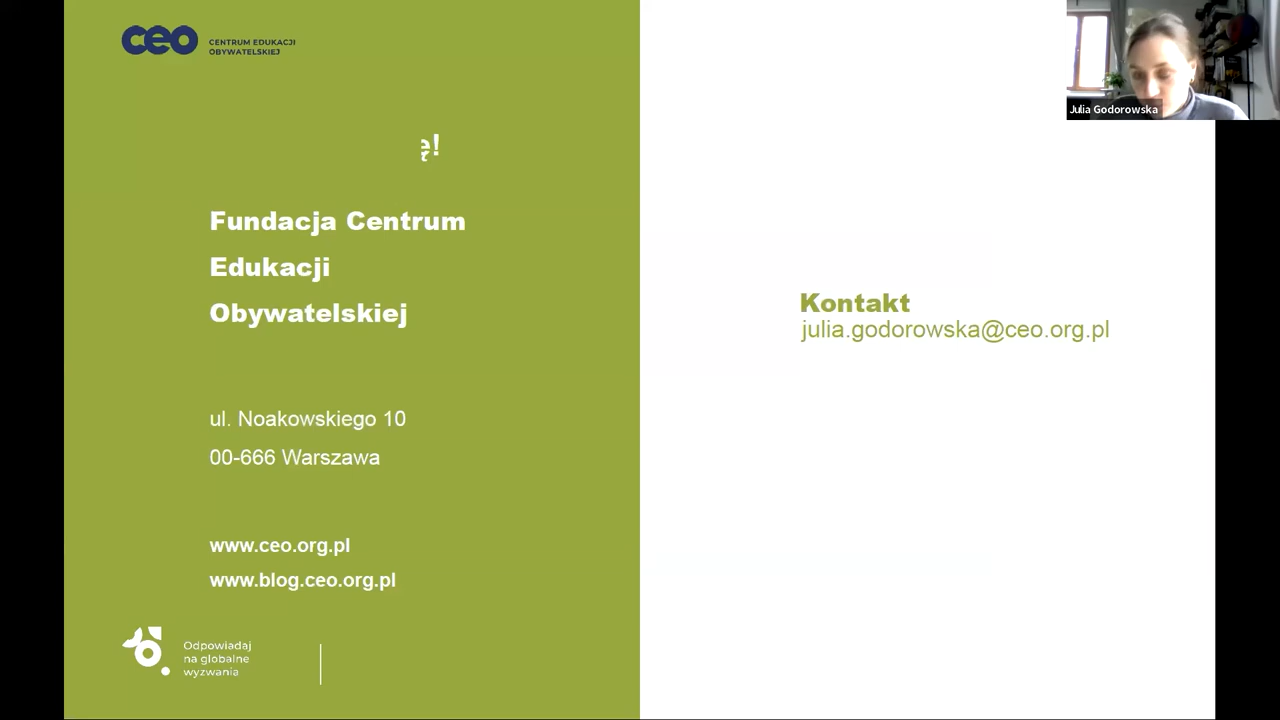 ceo CENTRUM EDUKACJI
OBYWATELSKIEJ
ę!
Fundacja Centrum
Edukacji
Obywatelskiej
ul. Noakowskiego 10
00-666 Warszawa
www.ceo.org.pl
www.blog.ceo.org.pl
Odpowiadaj
na globalne
wyzwania
Kontakt
julia.godorowska@ceo.org.pl
Julia Godorowska